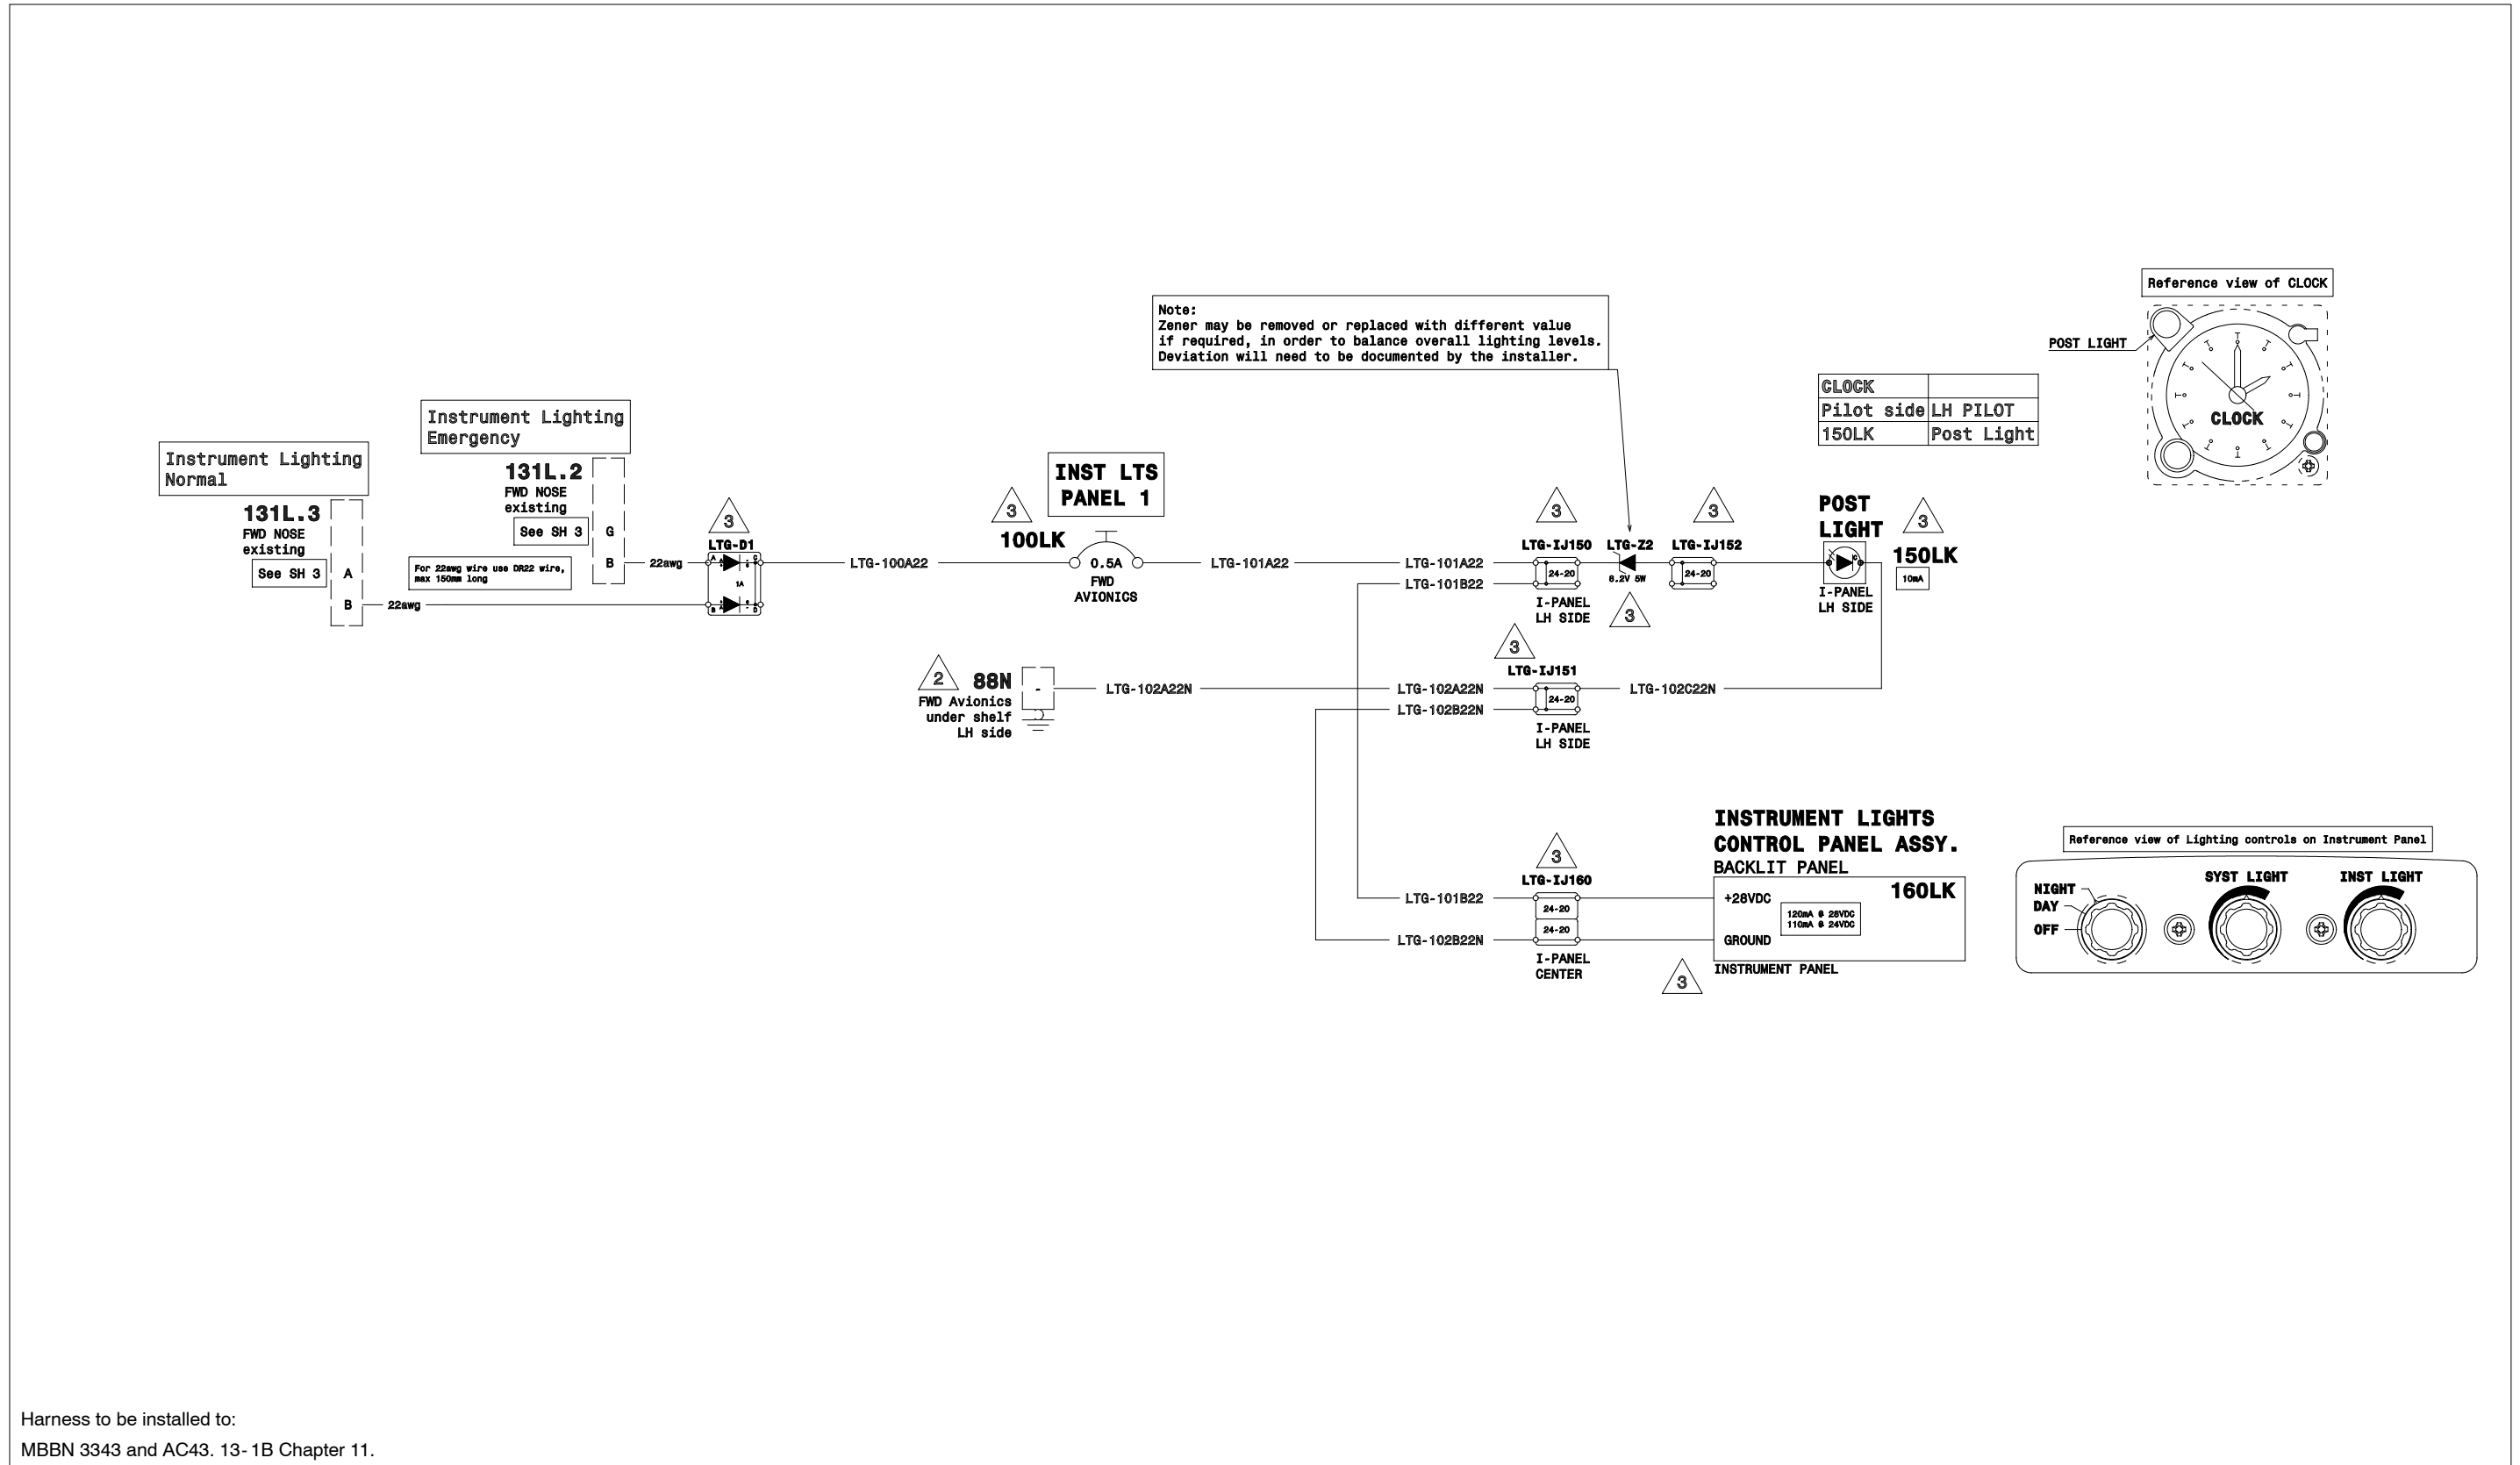 Reference view of CLOCK
POST LIGHT
CLOCK
Note:
Zener may be removed or replaced with different value
if required, in order to balance overall lighting levels.
Deviation will need to be documented by the installer.
CLOCK
Pilot side LH PILOT
150LK Post Light
Instrument Lighting
Emergency
131L.2
FWD NOSE
existing
See SH 3
G
B
22awg
Instrument Lighting
Normal
131L.3
FWD NOSE
existing
See SH 3
A
B
22awg
For 22awg wire use DR22 wire,
max 150mm long
3
LTG-D1
A
C
1A
B
D
LTG-100A22
3
100LK
INST LTS
PANEL 1
0.5A
FWD
AVIONICS
LTG-101A22
LTG-101A22
LTG-101B22
3
LTG-IJ150
24-20
I-PANEL
LH SIDE
LTG-Z2
8.2V 5W
3
3
LTG-IJ152
24-20
POST
LIGHT
3
150LK
10mA
I-PANEL
LH SIDE
2
88N
-
FWD Avionics
under shelf
LH side
LTG-102A22N
LTG-102A22N
LTG-102B22N
3
LTG-IJ151
24-20
I-PANEL
LH SIDE
LTG-102C22N
INSTRUMENT LIGHTS
CONTROL PANEL ASSY.
BACKLIT PANEL
160LK
+28VDC
120mA @ 28VDC
110mA @ 24VDC
GROUND
INSTRUMENT PANEL
3
3
LTG-IJ160
24-20
24-20
I-PANEL
CENTER
LTG-101B22
LTG-102B22N
Reference view of Lighting controls on Instrument Panel
NIGHT
DAY
OFF
SYST LIGHT
INST LIGHT
Harness to be installed to:
MBBN 3343 and AC43. 13-1B Chapter 11.